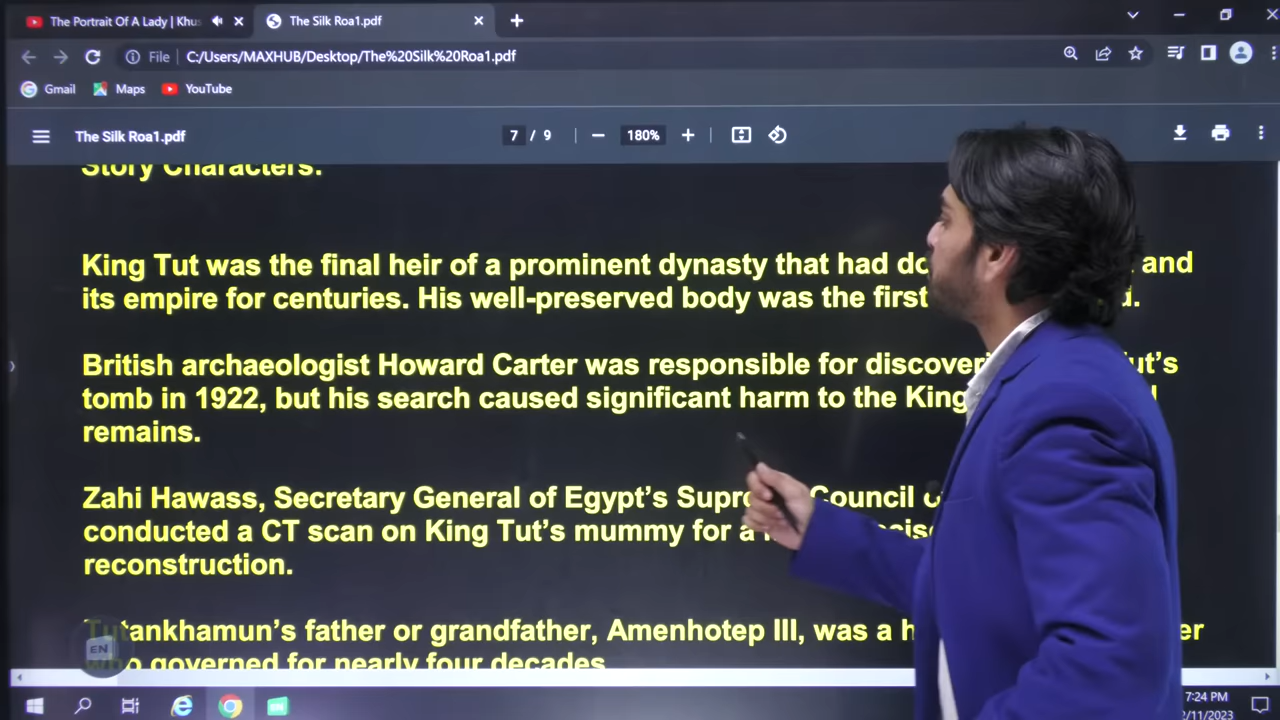 The Portrait Of A Lady | Khus
The Silk Roa1.pdf
File
C:/Users/MAXHUB/Desktop/The%20Silk%20Roa1.pdf
Gmail
Maps
YouTube
The Silk Roa1.pdf
7 / 9
180%
Story Characters:
King Tut was the final heir of a prominent dynasty that had and
its empire for centuries. His well-preserved body was the first
British archaeologist Howard Carter was responsible for
tomb in 1922, but his search caused significant harm to the King
remains.
Zahi Hawass, Secretary General of Egypt's Council
conducted a CT scan on King Tut's mummy for a
reconstruction.
Tutankhamun's father or grandfather, Amenhotep III, was a
who governed for nearly four decades
EN
7:24 PM
2/11/2023